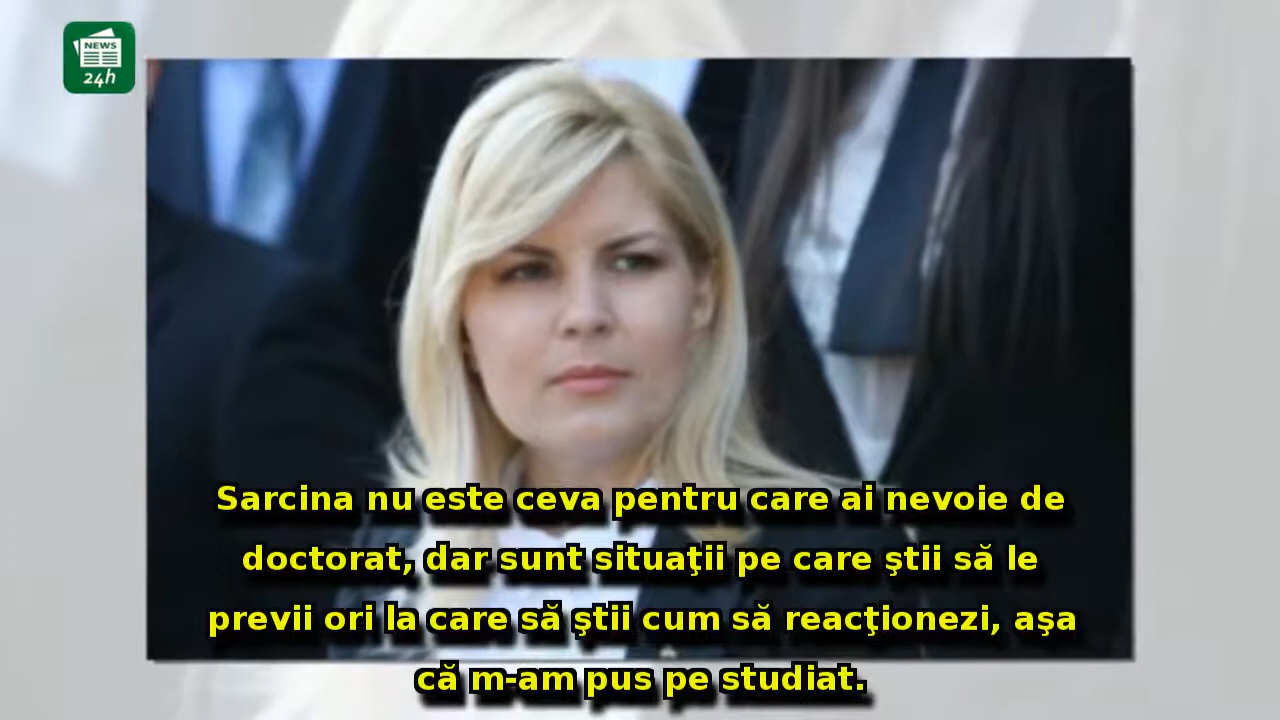 NEWS
24h
Sarcina nu este ceva pentru care ai nevoie de
doctorat, dar sunt situaţii pe care ştii să le
previi ori la care să ştii cum să reacţionezi, aşa
că m-am pus pe studiat.